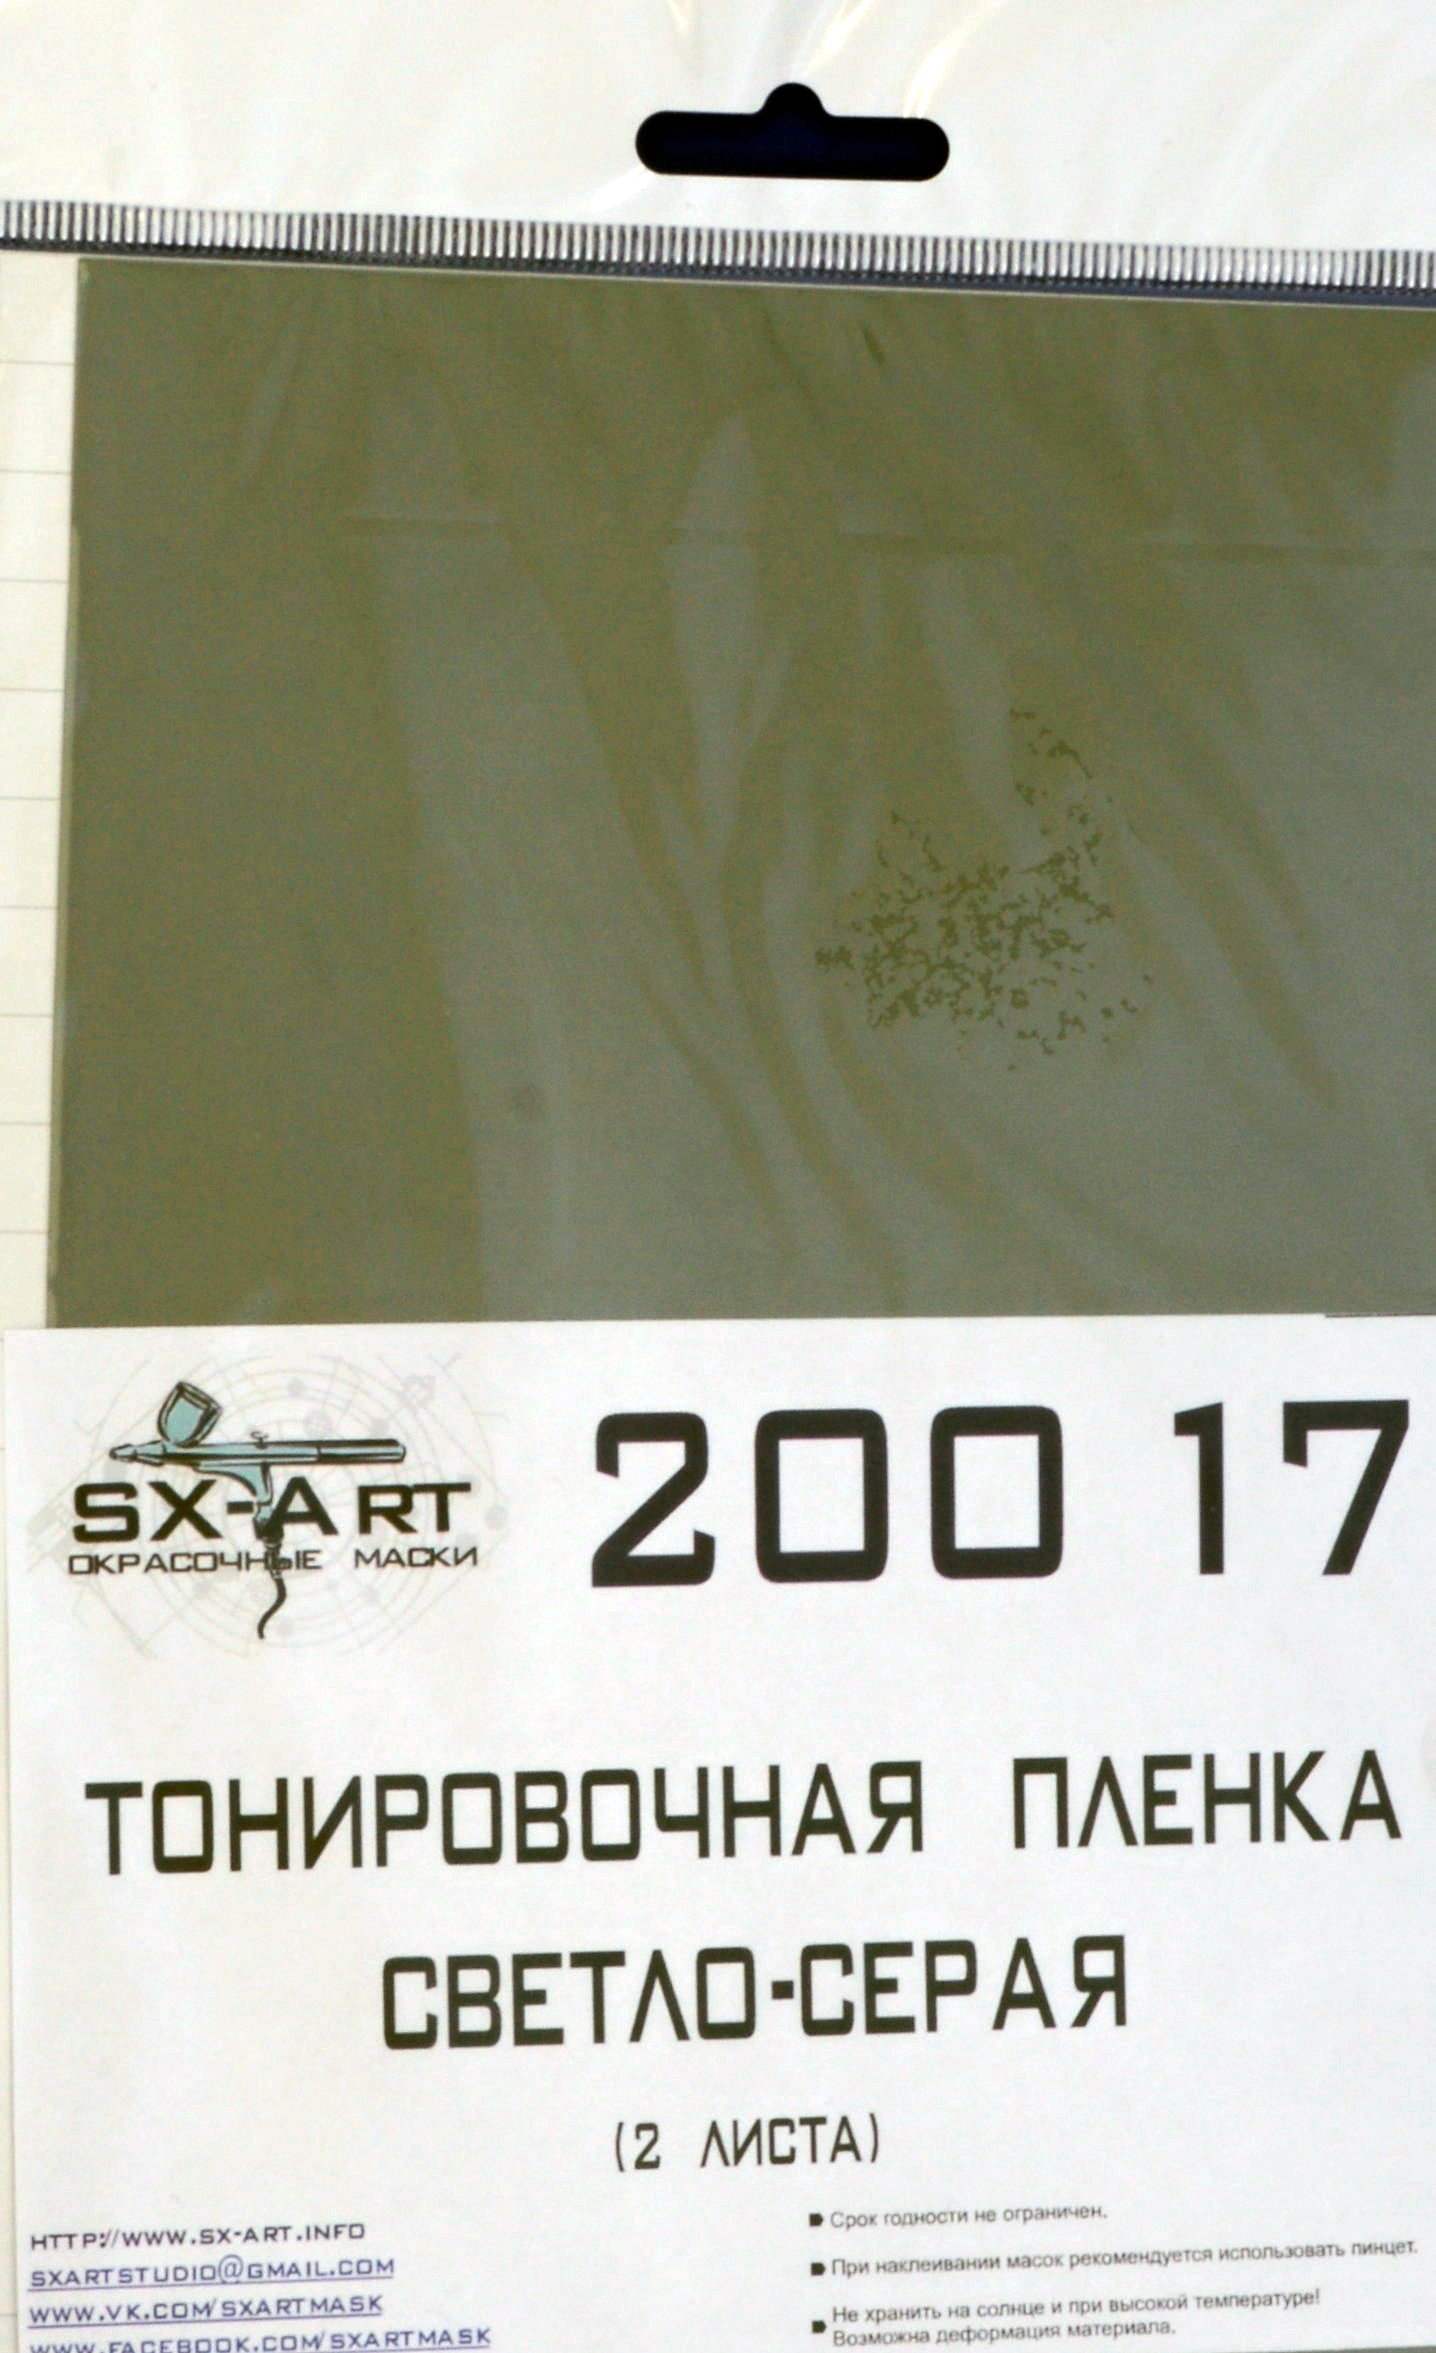 SX-ART
ОКРАСОЧНЫЕ МАСКИ
200 17
ТОНИРОВОЧНАЯ ПЛЕНКА
СВЕТЛО-СЕРАЯ
(2 ЛИСТА)
HTTP://WWW.SX-ART.INFO
SXARTSTUDIO@GMAIL.COM
WWW.VK.COM/SXARTMASK
WWW.FACEBOOK.COM/SXARTMASK
Срок годности не ограничен.
При наклеивании масок рекомендуется использовать пинцет.
Не хранить на солнце и при высокой температуре!
Возможна деформация материала.